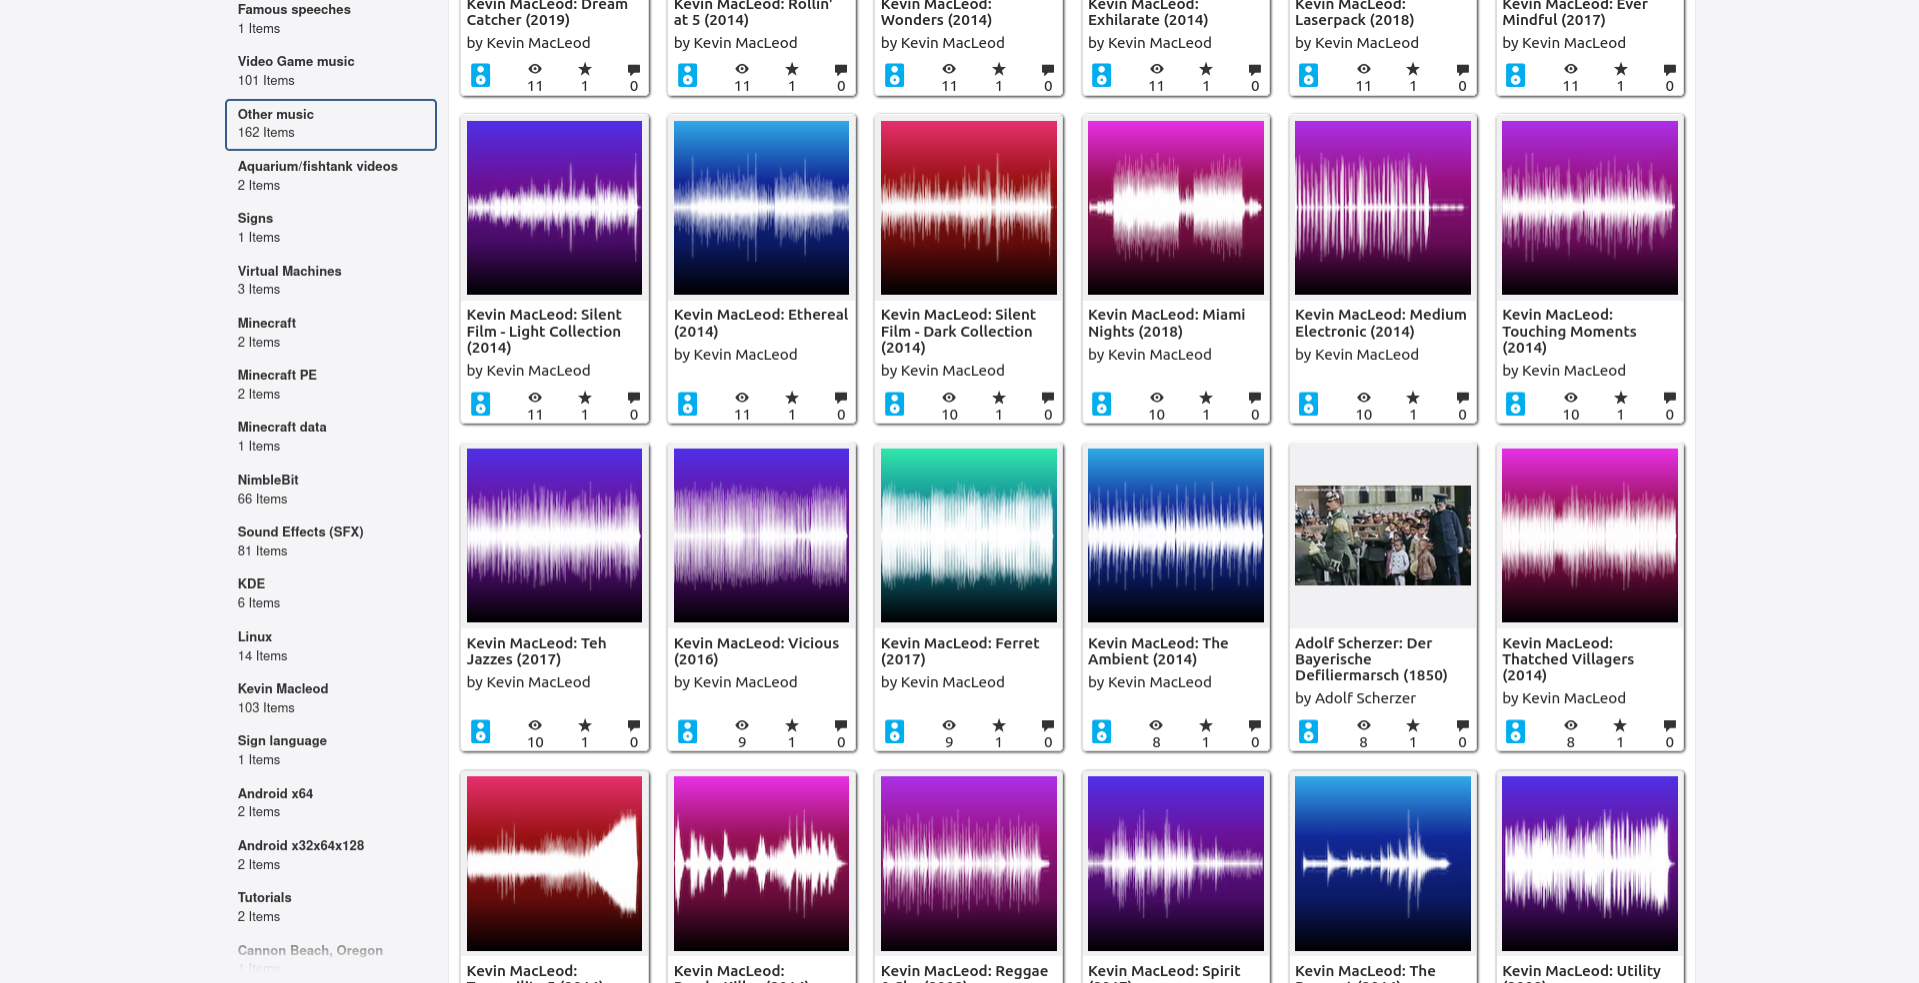 Famous speeches
1 Items
Video Game music
101 Items
Other music
162 Items
Aquarium/fishtank videos
2 Items
Signs
1 Items
Virtual Machines
3 Items
Minecraft
2 Items
Minecraft PE
2 Items
Minecraft data
1 Items
NimbleBit
66 Items
Sound Effects (SFX)
81 Items
KDE
6 Items
Linux
14 Items
Kevin Macleod
103 Items
Sign language
1 Items
Android x64
2 Items
Android x32x64x128
2 Items
Tutorials
2 Items
Cannon Beach, Oregon
1 Items
Kevin MacLeod: Dream
Catcher (2019)
by Kevin MacLeod
11 1 0
Kevin MacLeod: Rollin'
at 5 (2014)
by Kevin MacLeod
11 1 0
Kevin MacLeod:
Wonders (2014)
by Kevin MacLeod
11 1 0
Kevin MacLeod:
Exhilarate (2014)
by Kevin MacLeod
11 1 0
Kevin MacLeod:
Laserpack (2018)
by Kevin MacLeod
11 1 0
Kevin MacLeod: Ever
Mindful (2017)
by Kevin MacLeod
11 1 0
Kevin MacLeod: Silent
Film - Light Collection
(2014)
by Kevin MacLeod
11 1 0
Kevin MacLeod: Ethereal
(2014)
by Kevin MacLeod
11 1 0
Kevin MacLeod: Silent
Film - Dark Collection
(2014)
by Kevin MacLeod
10 1 0
Kevin MacLeod: Miami
Nights (2018)
by Kevin MacLeod
10 1 0
Kevin MacLeod: Medium
Electronic (2014)
by Kevin MacLeod
10 1 0
Kevin MacLeod:
Touching Moments
(2014)
by Kevin MacLeod
10 1 0
Kevin MacLeod: Teh
Jazzes (2017)
by Kevin MacLeod
10 1 0
Kevin MacLeod: Vicious
(2016)
by Kevin MacLeod
9 1 0
Kevin MacLeod: Ferret
(2017)
by Kevin MacLeod
9 1 0
Kevin MacLeod: The
Ambient (2014)
by Kevin MacLeod
8 1 0
Adolf Scherzer: Der
Bayerische
Defiliermarsch (1850)
by Adolf Scherzer
8 1 0
Kevin MacLeod:
Thatched Villagers
(2014)
by Kevin MacLeod
8 1 0
Kevin MacLeod:
Kevin MacLeod:
Kevin MacLeod: Reggae
Kevin MacLeod: Spirit
Kevin MacLeod: The
Kevin MacLeod: Utility